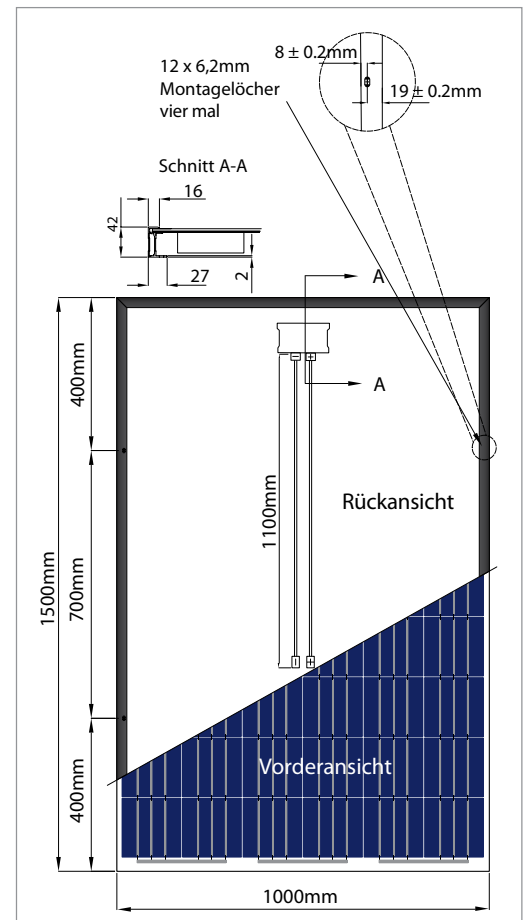 8 ± 0.2mm
12 x 6,2mm
Montagelöcher
vier mal
19 ± 0.2mm
Schnitt A-A
16
42
27
2
A
A
400mm
1100mm
Rückansicht
1500mm
700mm
Vorderansicht
400mm
1000mm